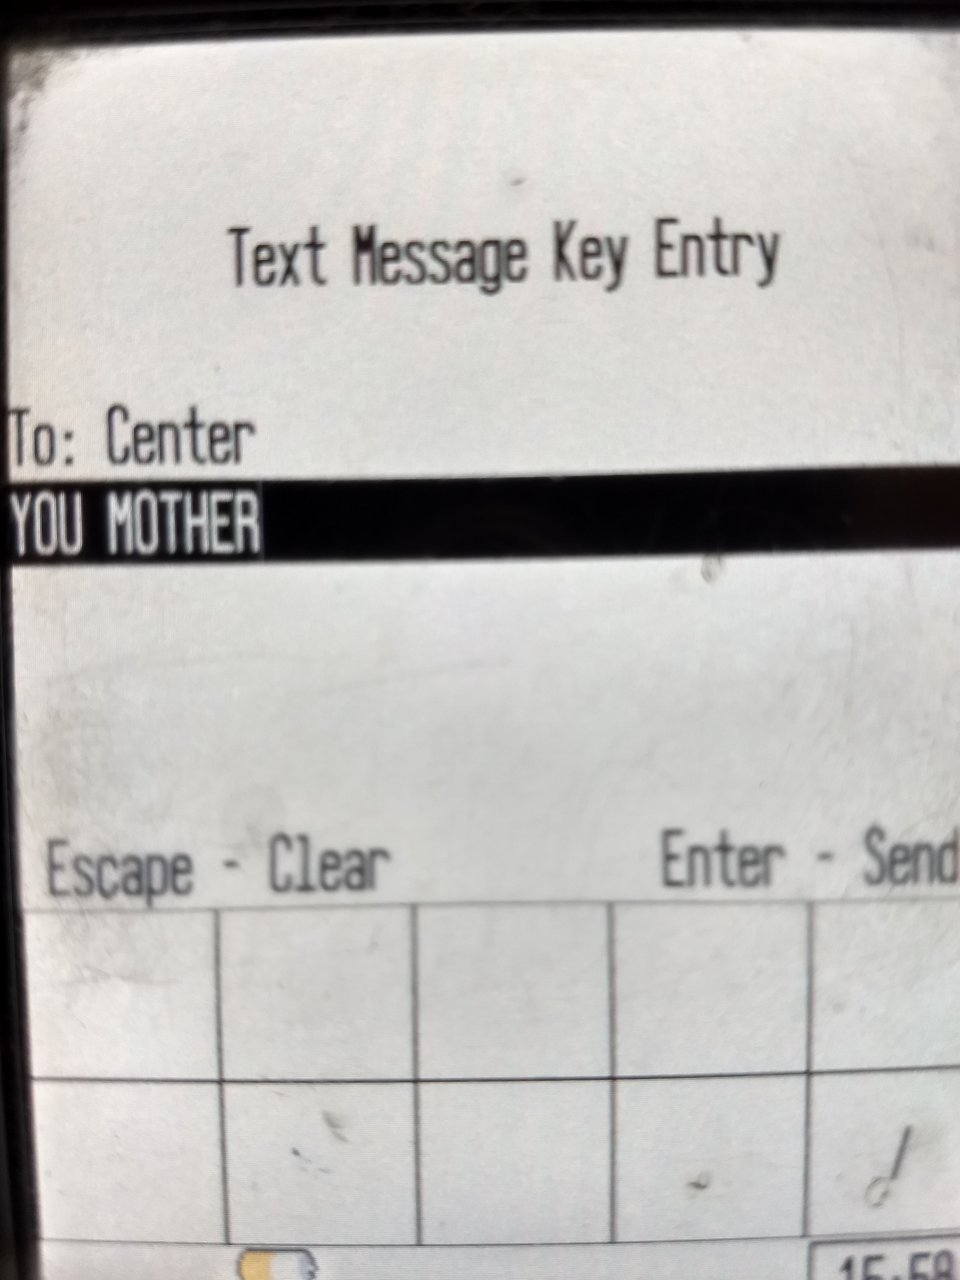 Text Message Key Entry
To: Center
YOU MOTHER
Escape - Clear Enter - Send